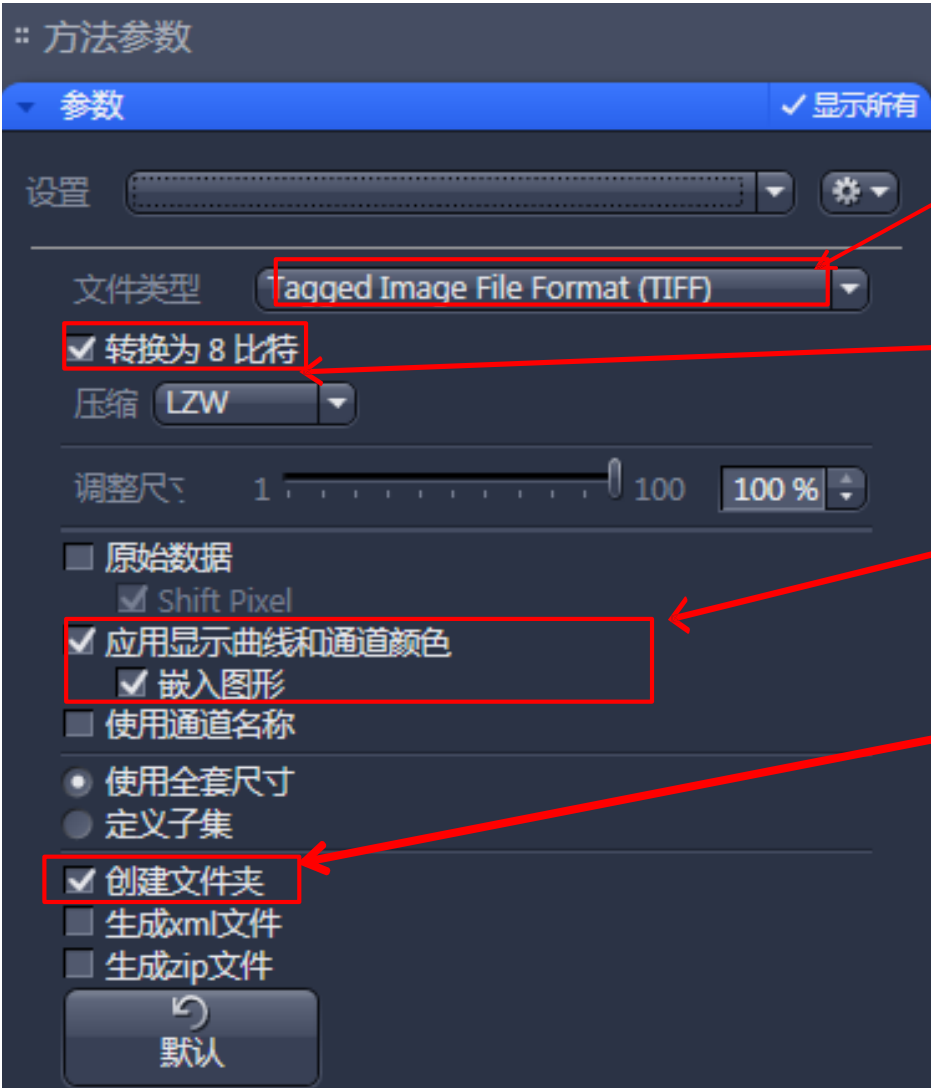 方法参数
参数 显示所有
设置
文件类型 Tagged Image File Format (TIFF)
转换为 8 比特
压缩 LZW
调整尺寸 1 100 100 %
原始数据
Shift Pixel
应用显示曲线和通道颜色
嵌入图形
使用通道名称
使用全套尺寸
定义子集
创建文件夹
生成xml文件
生成zip文件
默认